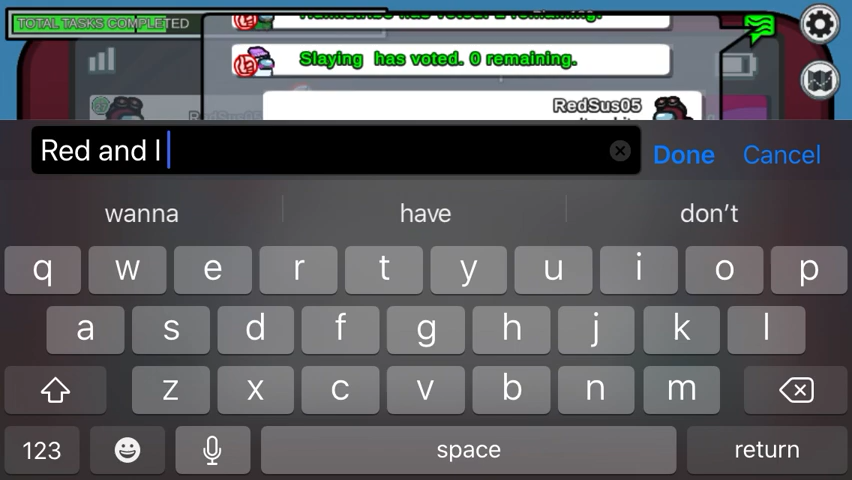 TOTAL TASKS COMPLETED
Slaying has voted. 0 remaining.
RedSus05
Red and I
Done
Cancel
wanna
have
don't
q w e r t y u i o p
a s d f g h j k l
z x c v b n m
123
space
return